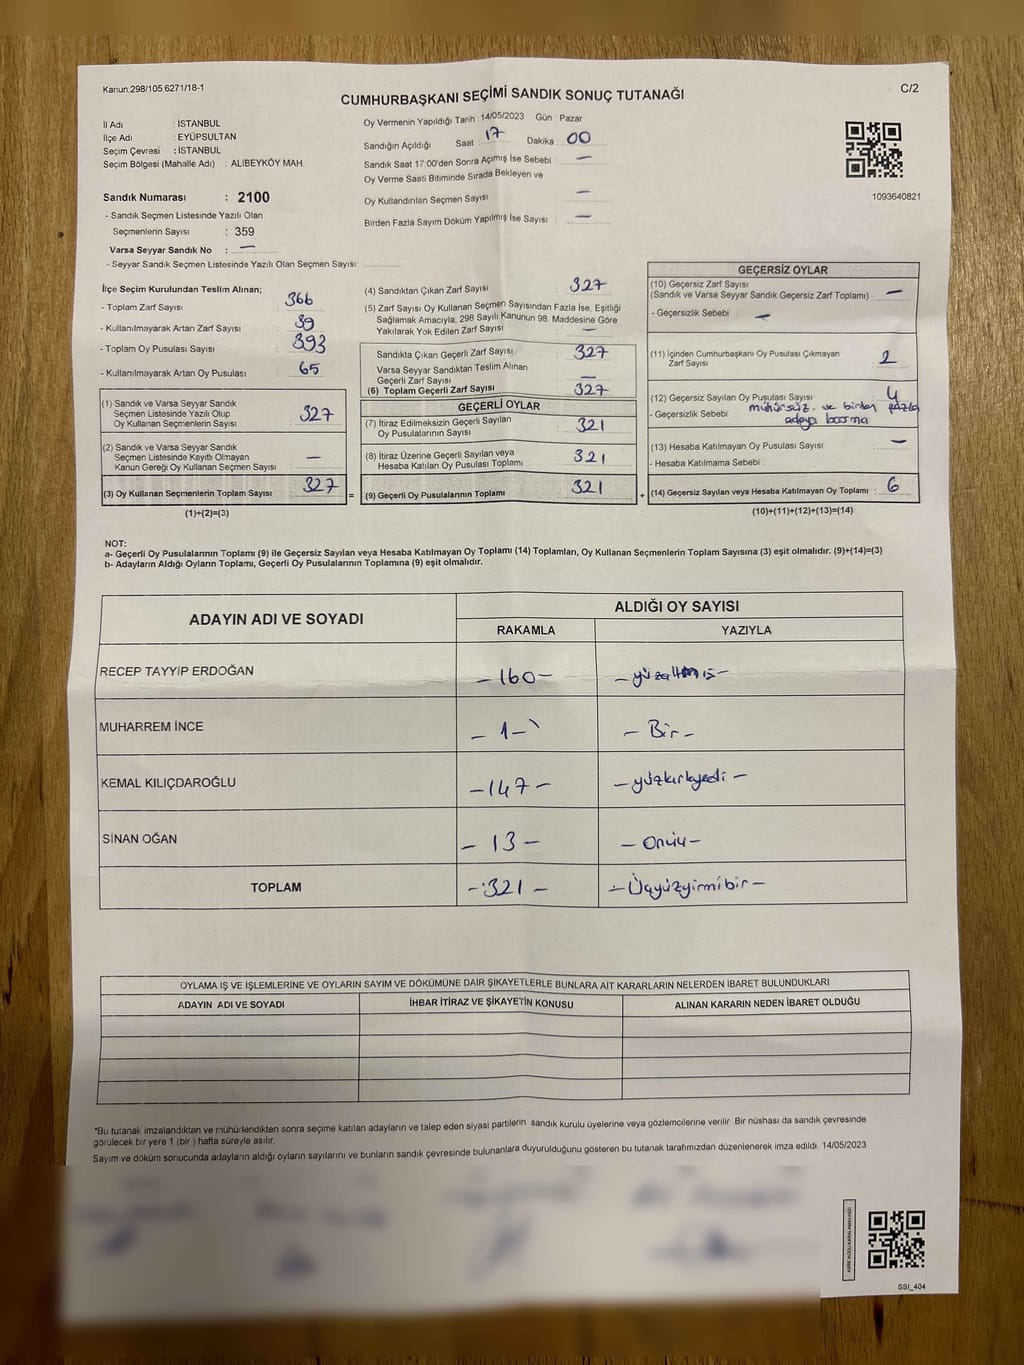 Kanun:298/105,6271/18-1
C/2
CUMHURBAŞKANI SEÇİMİ SANDIK SONUÇ TUTANAĞI
İl Adı : İSTANBUL
İlçe Adı : EYÜPSULTAN
Seçim Çevresi : İSTANBUL
Seçim Bölgesi (Mahalle Adı) : ALİBEYKÖY MAH.
Sandık Numarası : 2100
- Sandık Seçmen Listesinde Yazılı Olan
Seçmenlerin Sayısı : 359
Varsa Seyyar Sandık No : —
- Seyyar Sandık Seçmen Listesinde Yazılı Olan Seçmen Sayısı:
Oy Vermenin Yapıldığı Tarih : 14/05/2023 Gün : Pazar
Sandığın Açıldığı Saat : 17 Dakika : 00
Sandık Saat 17:00'den Sonra Açımış İse Sebebi : —
Oy Verme Saati Bitiminde Sırada Bekleyen ve
Oy Kullandırılan Seçmen Sayısı : —
Birden Fazla Sayım Döküm Yapılmış İse Sayısı : —
1093640821
İlçe Seçim Kurulundan Teslim Alınan;
- Toplam Zarf Sayısı : 366
- Kullanılmayarak Artan Zarf Sayısı : 39
- Toplam Oy Pusulası Sayısı : 393
- Kullanılmayarak Artan Oy Pusulası : 65
(1) Sandık ve Varsa Seyyar Sandık
Seçmen Listesinde Yazılı Olup
Oy Kullanan Seçmenlerin Sayısı : 327
(2) Sandık ve Varsa Seyyar Sandık
Seçmen Listesinde Kayıtlı Olmayan
Kanun Gereği Oy Kullanan Seçmen Sayısı : —
(3) Oy Kullanan Seçmenlerin Toplam Sayısı : 327
(1)+(2)=(3)
=
(4) Sandıktan Çıkan Zarf Sayısı : 327
(5) Zarf Sayısı Oy Kullanan Seçmen Sayısından Fazla İse, Eşitliği
Sağlamak Amacıyla; 298 Sayılı Kanunun 98. Maddesine Göre
Yakılarak Yok Edilen Zarf Sayısı : —
Sandıkta Çıkan Geçerli Zarf Sayısı : 327
Varsa Seyyar Sandıktan Teslim Alınan
Geçerli Zarf Sayısı : —
(6) Toplam Geçerli Zarf Sayısı : 327
GEÇERLİ OYLAR
(7) İtiraz Edilmeksizin Geçerli Sayılan
Oy Pusulalarının Sayısı : 321
(8) İtiraz Üzerine Geçerli Sayılan veya
Hesaba Katılan Oy Pusulası Toplamı : 321
(9) Geçerli Oy Pusulalarının Toplamı : 321
+
GEÇERSİZ OYLAR
(10) Geçersiz Zarf Sayısı
(Sandık ve Varsa Seyyar Sandık Geçersiz Zarf Toplamı) : —
- Geçersizlik Sebebi : —
(11) İçinden Cumhurbaşkanı Oy Pusulası Çıkmayan
Zarf Sayısı : 2
(12) Geçersiz Sayılan Oy Pusulası Sayısı : 4
- Geçersizlik Sebebi : mühürsüz ve birden fazla
adaya basma
(13) Hesaba Katılmayan Oy Pusulası Sayısı : —
- Hesaba Katılmama Sebebi :
(14) Geçersiz Sayılan veya Hesaba Katılmayan Oy Toplamı : 6
(10)+(11)+(12)+(13)=(14)
NOT:
a- Geçerli Oy Pusulalarının Toplamı (9) ile Geçersiz Sayılan veya Hesaba Katılmayan Oy Toplamı (14) Toplamları, Oy Kullanan Seçmenlerin Toplam Sayısına (3) eşit olmalıdır. (9)+(14)=(3)
b- Adayların Aldığı Oyların Toplamı, Geçerli Oy Pusulalarının Toplamına (9) eşit olmalıdır.
ADAYIN ADI VE SOYADI
ALDIĞI OY SAYISI
RAKAMLA YAZIYLA
RECEP TAYYİP ERDOĞAN -160- -yüzaltmış-
MUHARREM İNCE -1- -Bir-
KEMAL KILIÇDAROĞLU -147- -yüzkırkyedi-
SİNAN OĞAN -13- -Onüç-
TOPLAM -321- -Üçyüzyirmibir-
OYLAMA İŞ VE İŞLEMLERİNE VE OYLARIN SAYIM VE DÖKÜMÜNE DAİR ŞİKAYETLERLE BUNLARA AİT KARARLARIN NELERDEN İBARET BULUNDUKLARI
ADAYIN ADI VE SOYADI İHBAR İTİRAZ VE ŞİKAYETİN KONUSU ALINAN KARARIN NEDEN İBARET OLDUĞU
*Bu tutanak imzalandıktan ve mühürlendikten sonra seçime katılan adayların ve talep eden siyasi partilerin sandık kurulu üyelerine veya gözlemcilerine verilir. Bir nüshası da sandık çevresinde
görülecek bir yere 1 (bir) hafta süreyle asılır.
Sayım ve döküm sonucunda adayların aldığı oyların sayılarını ve bunların sandık çevresinde bulunanlara duyurulduğunu gösteren bu tutanak tarafımızdan düzenlenerek imza edildi. 14/05/2023
SSİ_404